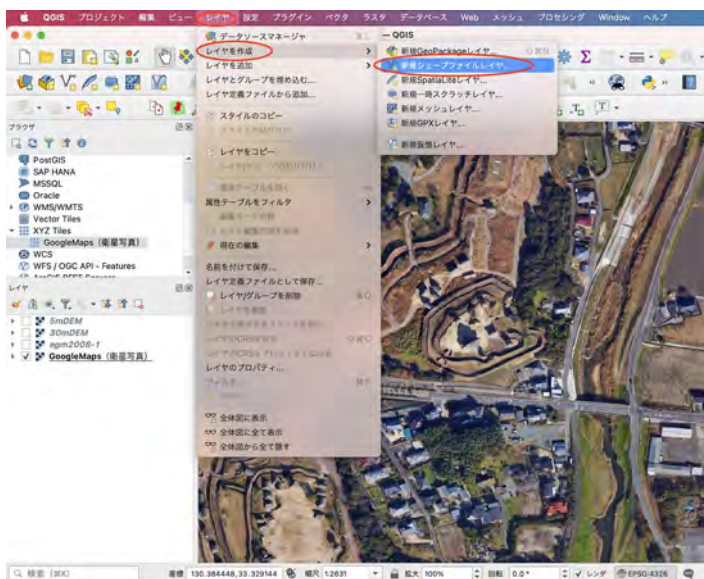 QGIS プロジェクト 編集 ビュー レイヤ 設定 プラグイン ベクタ ラスタ データベース Web メッシュ プロセシング Window ヘルプ
データソースマネージャ ⌘L
レイヤを作成
レイヤを追加
レイヤとグループを埋め込む...
レイヤ定義ファイルから追加...
スタイルのコピー
レイヤをコピー
属性テーブルをフィルタ
現在の編集
名前を付けて保存...
レイヤ定義ファイルとして保存...
レイヤ/グループを削除 ⌘D
レイヤのプロパティ...
全体図に表示
全体図に全て表示
全体図から全て隠す
QGIS
新規GeoPackageレイヤ... ⇧⌘N
新規シェープファイルレイヤ...
新規SpatiaLiteレイヤ...
新規一時スクラッチレイヤ...
新規メッシュレイヤ...
新規GPXレイヤ...
新規仮想レイヤ...
ブラウザ
PostGIS
SAP HANA
MSSQL
Oracle
WMS/WMTS
Vector Tiles
XYZ Tiles
GoogleMaps（衛星写真）
WCS
WFS / OGC API - Features
レイヤ
5mDEM
30mDEM
egm2008-1
GoogleMaps（衛星写真）
検索 (⌘K) 座標 130.384448,33.329144 縮尺 1:2631 拡大 100% 回転 0.0° レンダ EPSG:4326